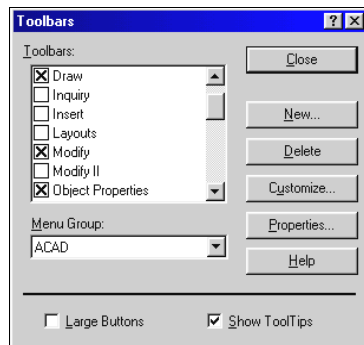 Toolbars
Toolbars:
Draw
Inquiry
Insert
Layouts
Modify
Modify II
Object Properties
Menu Group:
ACAD
Close
New...
Delete
Customize...
Properties...
Help
Large Buttons
Show ToolTips